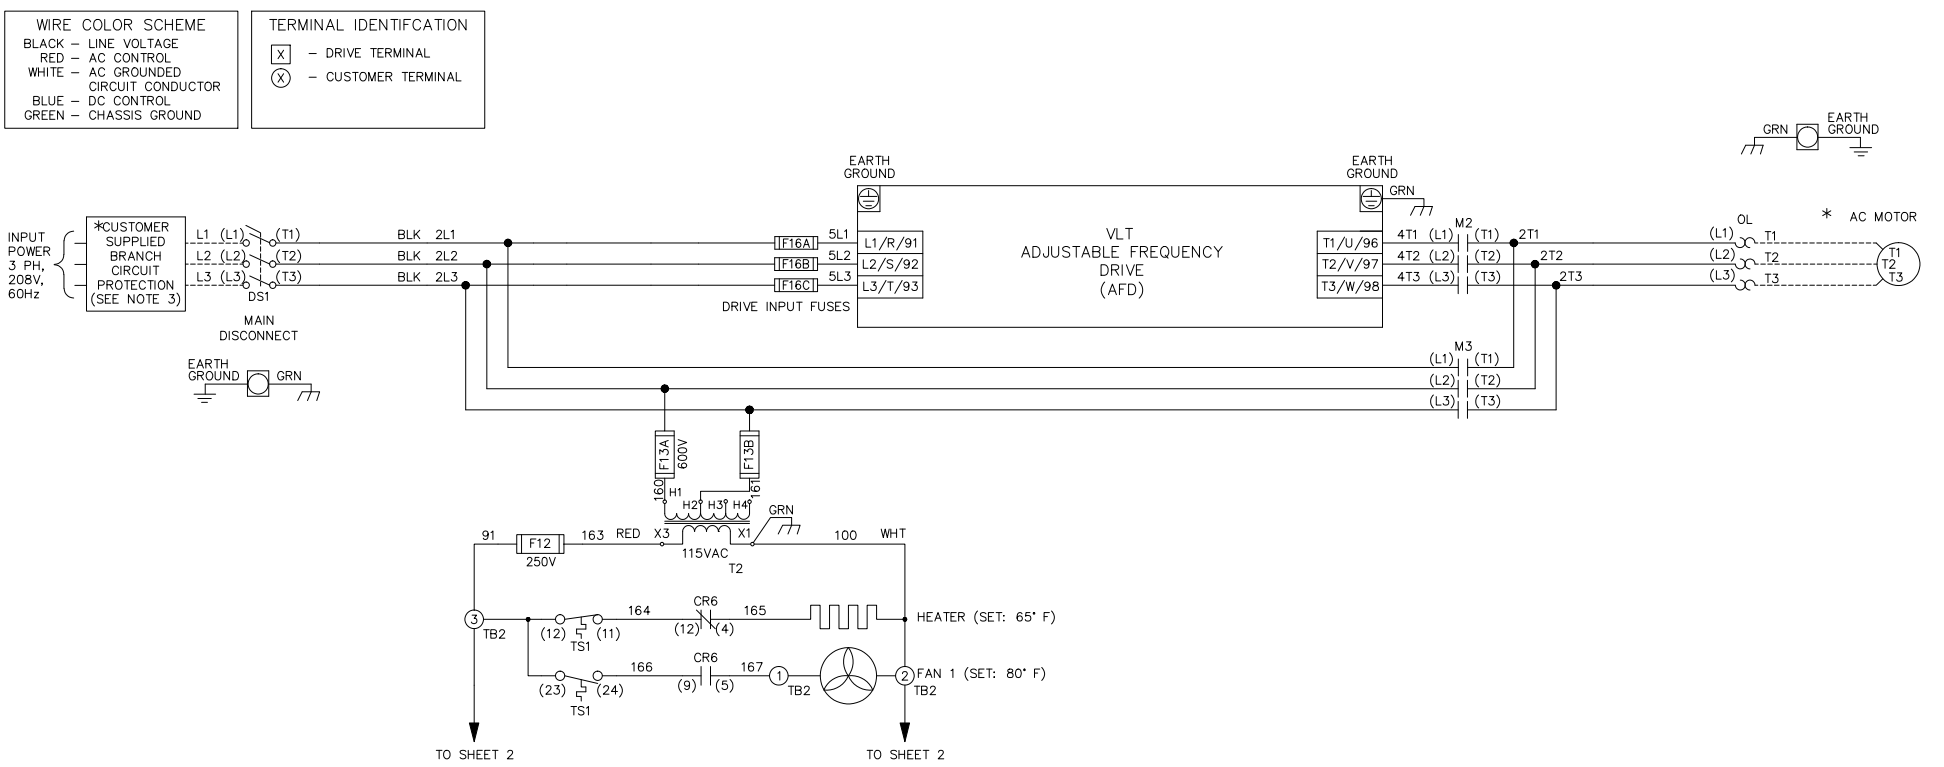 WIRE COLOR SCHEME
BLACK – LINE VOLTAGE
RED – AC CONTROL
WHITE – AC GROUNDED
CIRCUIT CONDUCTOR
BLUE – DC CONTROL
GREEN – CHASSIS GROUND
TERMINAL IDENTIFCATION
X – DRIVE TERMINAL
X – CUSTOMER TERMINAL
GRN
EARTH
GROUND
INPUT
POWER
3 PH,
208V,
60Hz
*CUSTOMER
SUPPLIED
BRANCH
CIRCUIT
PROTECTION
(SEE NOTE 3)
L1 (L1) (T1)
L2 (L2) (T2)
L3 (L3) (T3)
DS1
MAIN
DISCONNECT
BLK 2L1
BLK 2L2
BLK 2L3
F16A 5L1
F16B 5L2
F16C 5L3
DRIVE INPUT FUSES
EARTH
GROUND
L1/R/91
L2/S/92
L3/T/93
VLT
ADJUSTABLE FREQUENCY
DRIVE
(AFD)
EARTH
GROUND
GRN
T1/U/96
T2/V/97
T3/W/98
M2
4T1 (L1) (T1) 2T1
4T2 (L2) (T2) 2T2
4T3 (L3) (T3) 2T3
OL
(L1) T1
(L2) T2
(L3) T3
* AC MOTOR
T1
T2
T3
M3
(L1) (T1)
(L2) (T2)
(L3) (T3)
EARTH
GROUND
GRN
F13A
600V
F13B
160
161
H1
H2 H3 H4
GRN
91
F12
250V
163 RED X3
X1
115VAC
T2
100 WHT
3
TB2
(12) (11)
TS1
164
CR6
(12) (4)
165
HEATER (SET: 65° F)
(23) (24)
TS1
166
CR6
(9) (5)
167
1
TB2
2
TB2
FAN 1 (SET: 80° F)
TO SHEET 2
TO SHEET 2